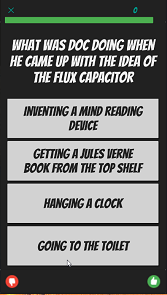 0
WHAT WAS DOC DOING WHEN
HE CAME UP WITH THE IDEA OF
THE FLUX CAPACITOR
INVENTING A MIND READING
DEVICE
GETTING A JULES VERNE
BOOK FROM THE TOP SHELF
HANGING A CLOCK
GOING TO THE TOILET